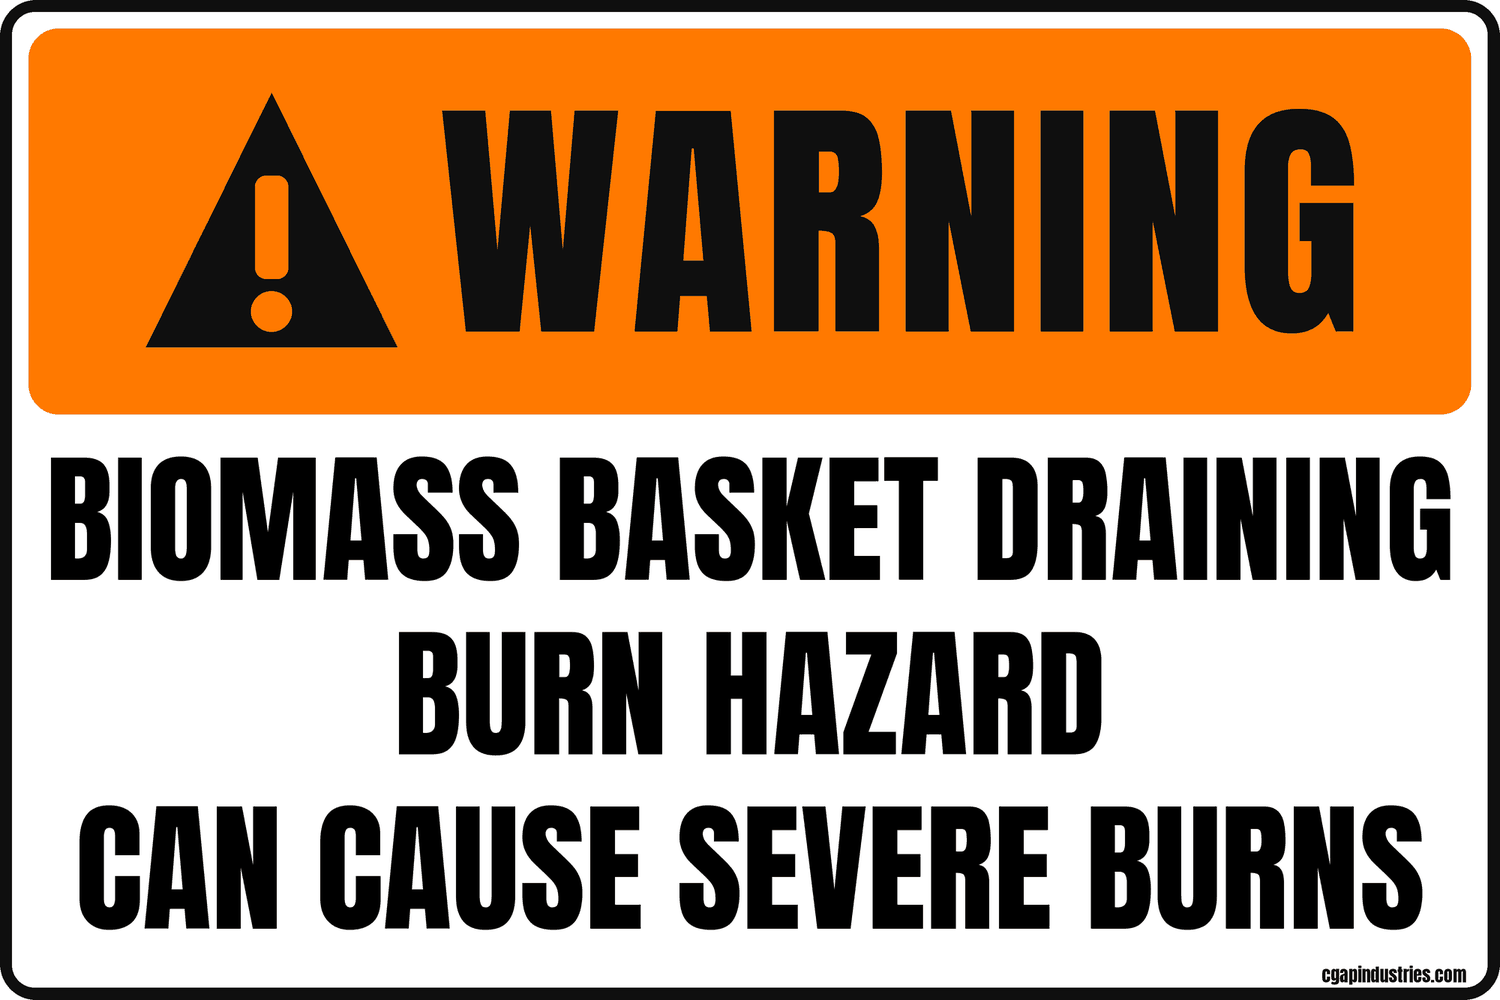 WARNING
BIOMASS BASKET DRAINING
BURN HAZARD
CAN CAUSE SEVERE BURNS
cgapindustries.com